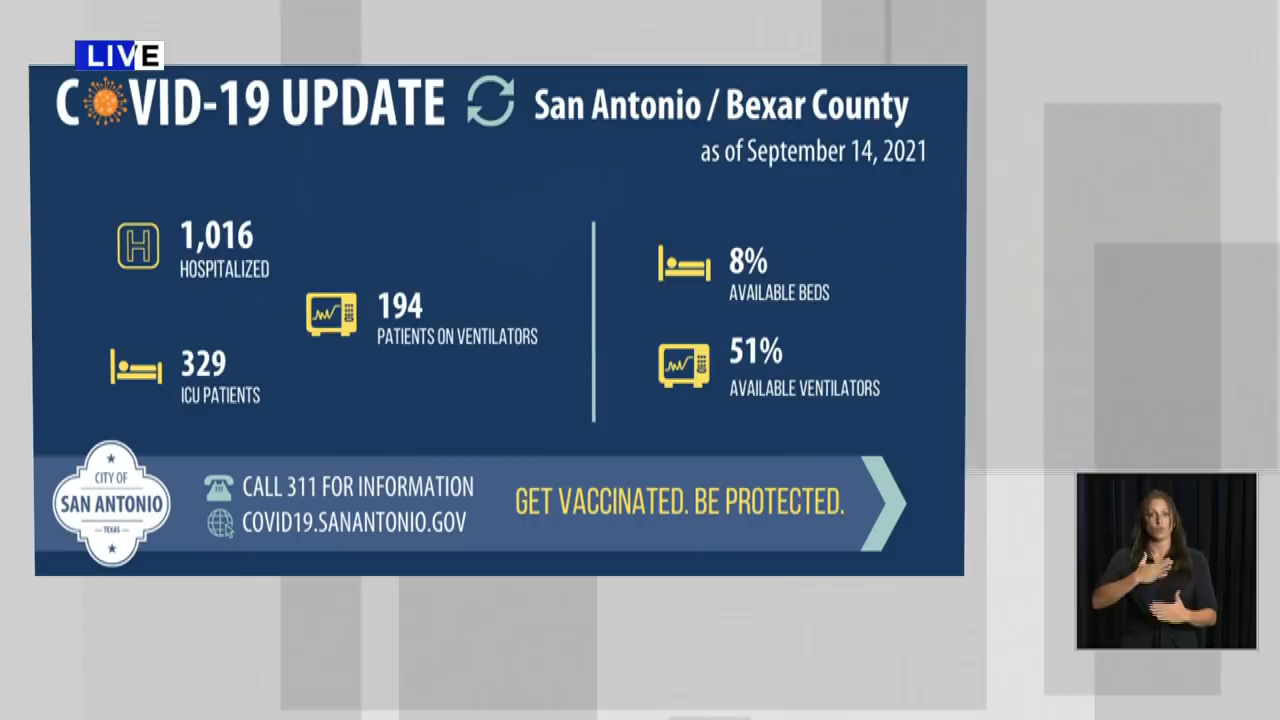 LIVE
COVID-19 UPDATE
San Antonio / Bexar County
as of September 14, 2021
1,016
HOSPITALIZED
194
PATIENTS ON VENTILATORS
329
ICU PATIENTS
8%
AVAILABLE BEDS
51%
AVAILABLE VENTILATORS
CITY OF
SAN ANTONIO
TEXAS
CALL 311 FOR INFORMATION
COVID19.SANANTONIO.GOV
GET VACCINATED. BE PROTECTED.